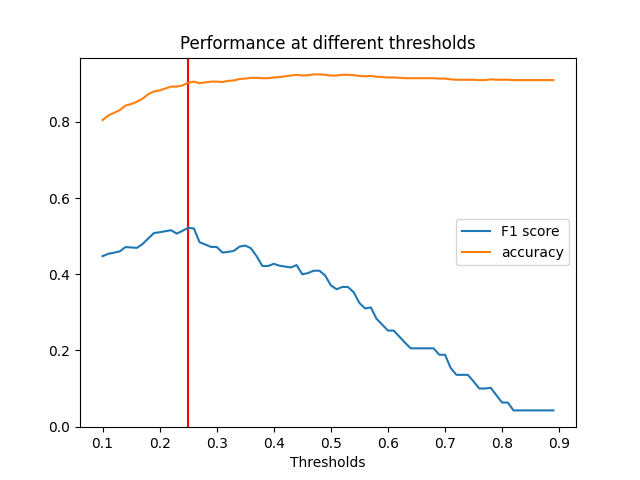 Performance at different thresholds
0.8
0.6
0.4
0.2
0.0
F1 score
accuracy
0.1 0.2 0.3 0.4 0.5 0.6 0.7 0.8 0.9
Thresholds